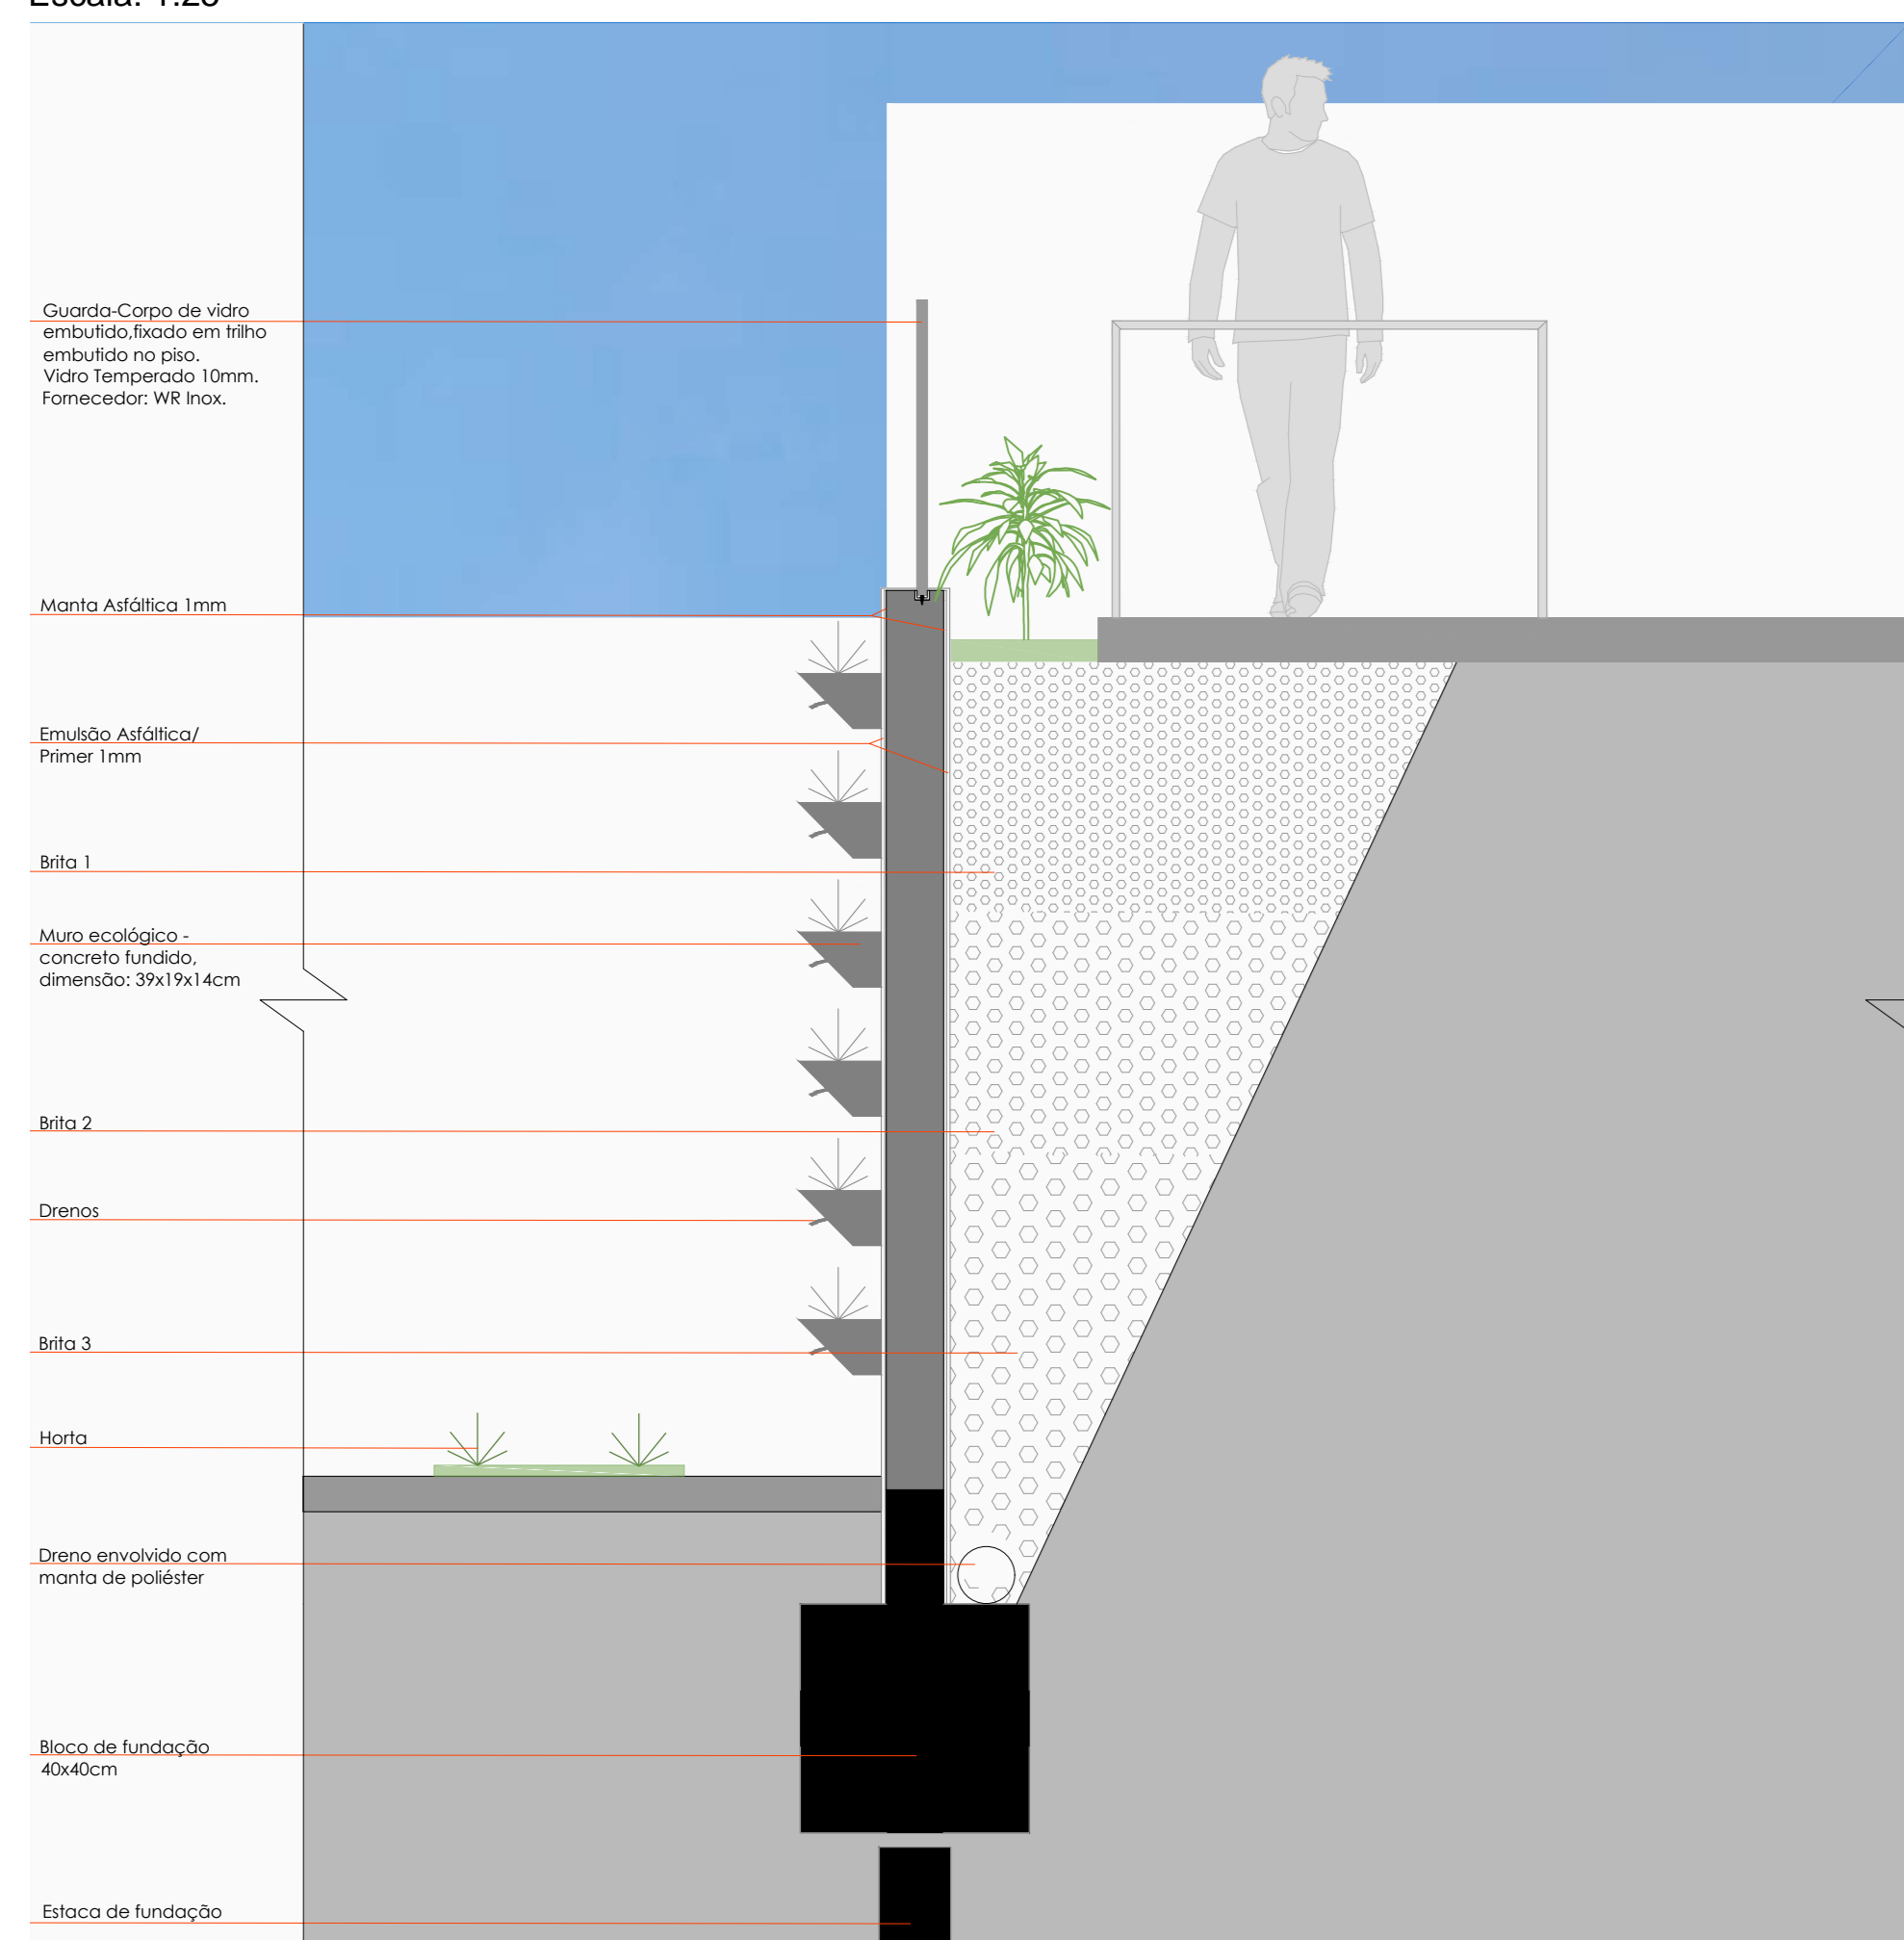 Guarda-Corpo de vidro
embutido,fixado em trilho
embutido no piso.
Vidro Temperado 10mm.
Fornecedor: WR Inox.
Manta Asfáltica 1mm
Emulsão Asfáltica/
Primer 1mm
Brita 1
Muro ecológico -
concreto fundido,
dimensão: 39x19x14cm
Brita 2
Drenos
Brita 3
Horta
Dreno envolvido com
manta de poliéster
Bloco de fundação
40x40cm
Estaca de fundação